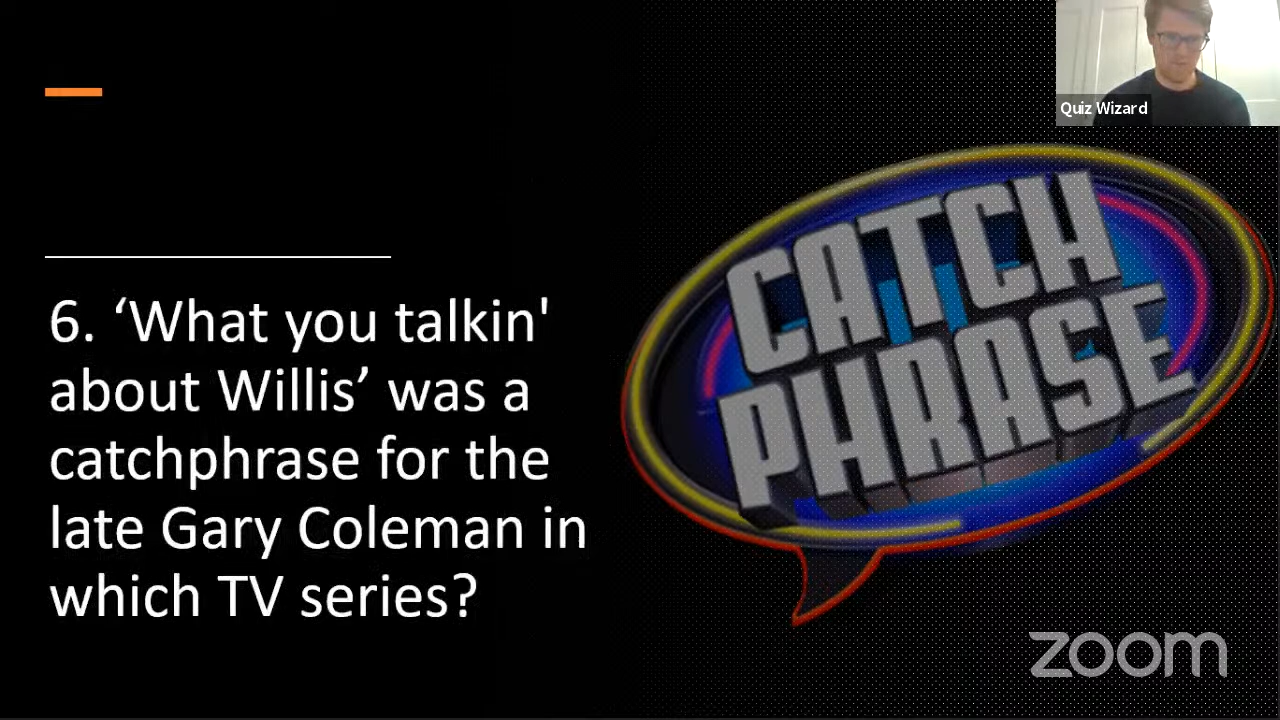 Quiz Wizard
CATCH
PHRASE
6. ‘What you talkin'
about Willis’ was a
catchphrase for the
late Gary Coleman in
which TV series?
zoom